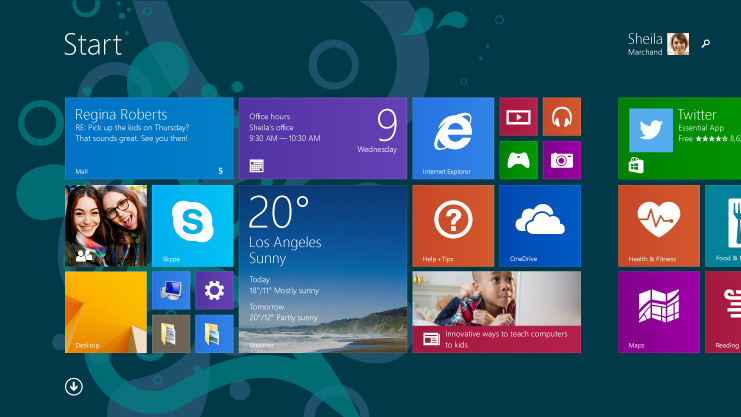 Start
Sheila
Marchand
Regina Roberts
RE: Pick up the kids on Thursday?
That sounds great. See you then!
Mail
5
Office hours
Sheila's office
9:30 AM — 10:30 AM
9
Wednesday
Internet Explorer
Twitter
Essential App
Free ★★★★☆ 8,6
Skype
20°
Los Angeles
Sunny
Today
18°/11° Mostly sunny
Tomorrow
20°/12° Partly sunny
Weather
Help+Tips
OneDrive
Health & Fitness
Food &
Desktop
Innovative ways to teach computers
to kids
Maps
Reading